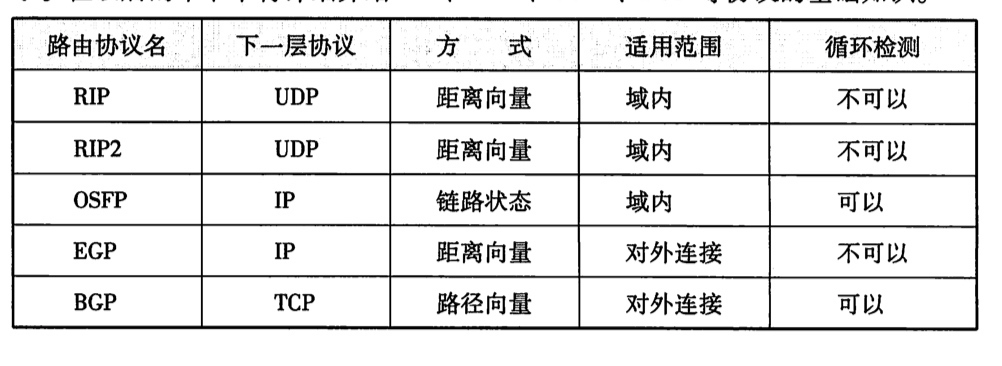 路由协议名 下一层协议 方 式 适用范围 循环检测
RIP UDP 距离向量 域内 不可以
RIP2 UDP 距离向量 域内 不可以
OSFP IP 链路状态 域内 可以
EGP IP 距离向量 对外连接 不可以
BGP TCP 路径向量 对外连接 可以